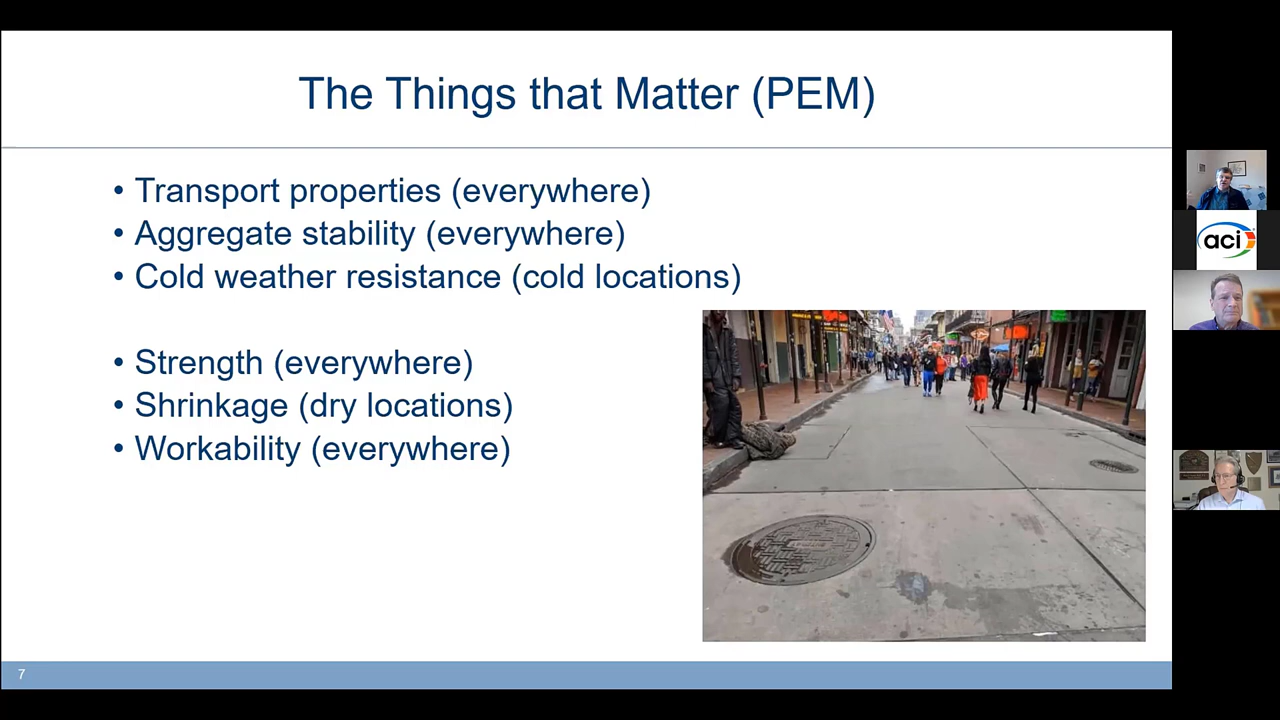 The Things that Matter (PEM)
• Transport properties (everywhere)
• Aggregate stability (everywhere)
• Cold weather resistance (cold locations)
• Strength (everywhere)
• Shrinkage (dry locations)
• Workability (everywhere)
7
aci